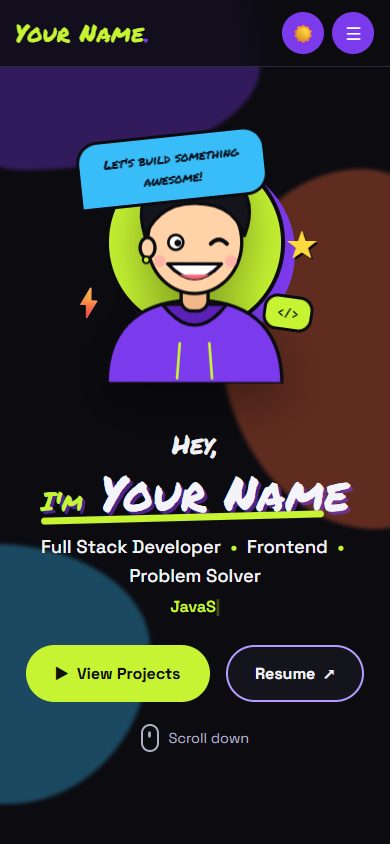 Your Name.
Let's build something
awesome!
</>
Hey,
I'm Your Name
Full Stack Developer • Frontend •
Problem Solver
JavaS
▶ View Projects
Resume ↗
Scroll down